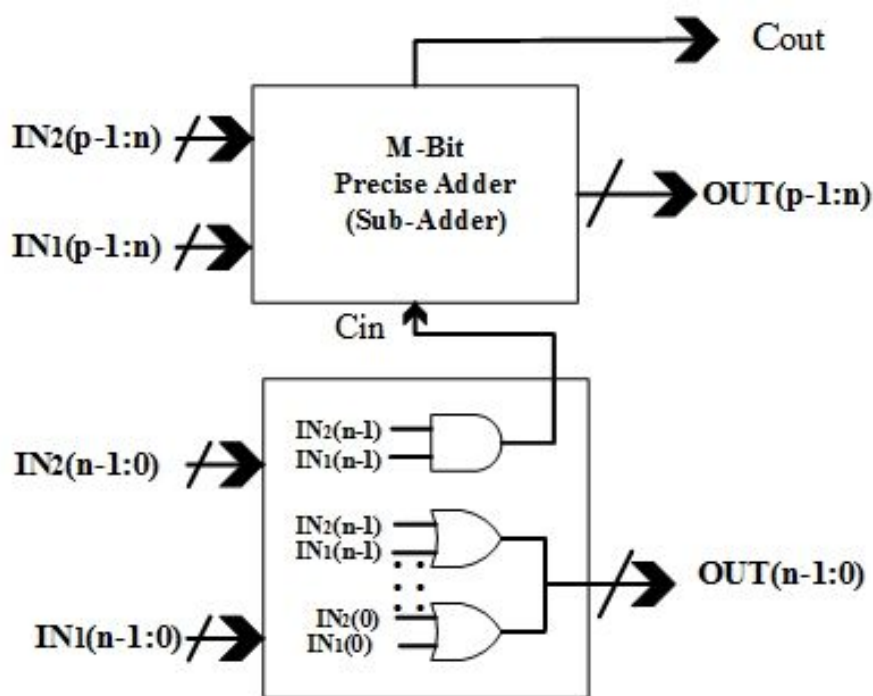 Cout
IN2(p-1:n)
M-Bit
Precise Adder
(Sub-Adder)
OUT(p-1:n)
IN1(p-1:n)
Cin
IN2(n-1:0)
IN2(n-1)
IN1(n-1)
IN2(n-1)
IN1(n-1)
OUT(n-1:0)
IN2(0)
IN1(0)
IN1(n-1:0)